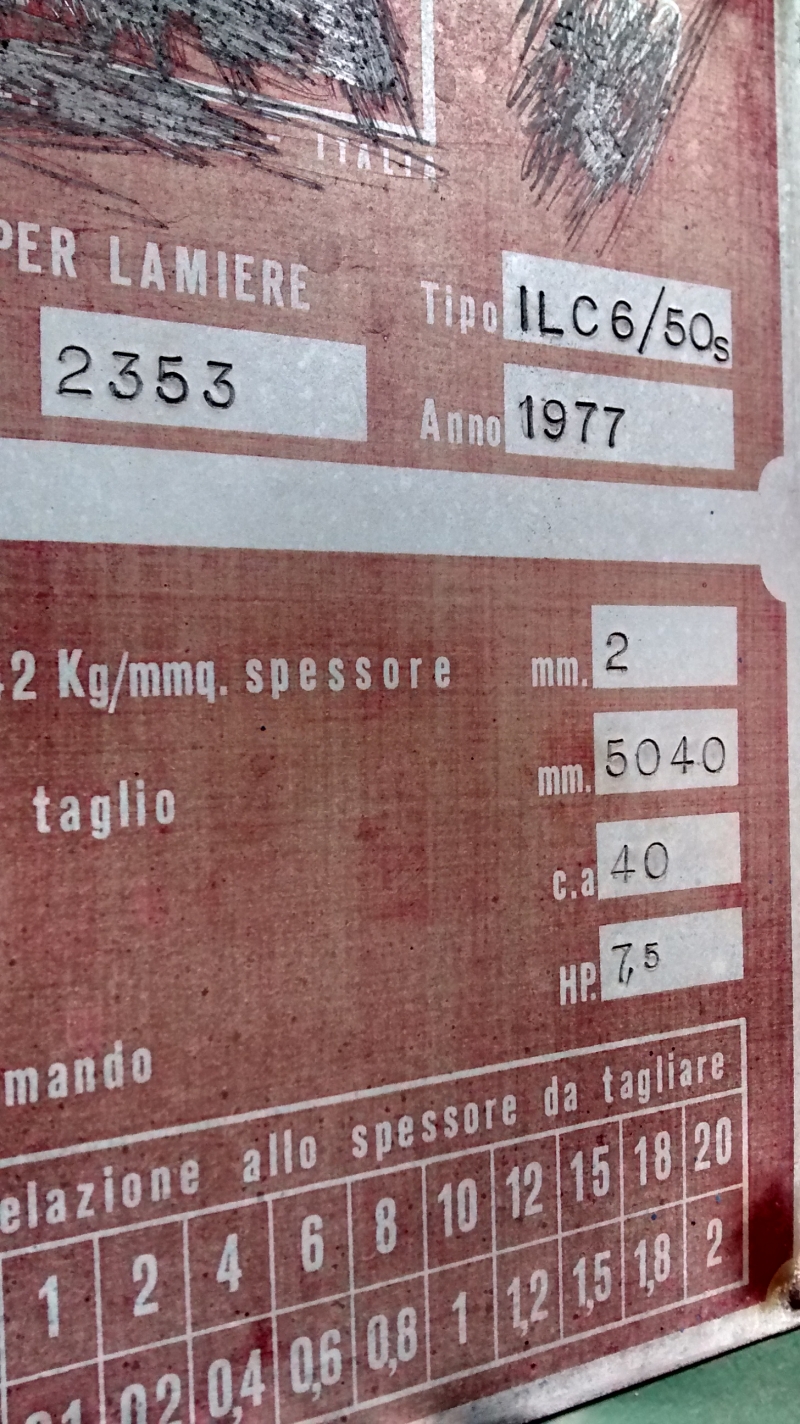 ITALIA
PER LAMIERE
Tipo ILC6/50s
2353
Anno 1977
2 Kg/mmq. spessore mm. 2
mm. 5040
taglio
c.a 40
HP. 7,5
mando
elazione allo spessore da tagliare
1 2 4 6 8 10 12 15 18 20
0,2 0,4 0,6 0,8 1 1,2 1,5 1,8 2